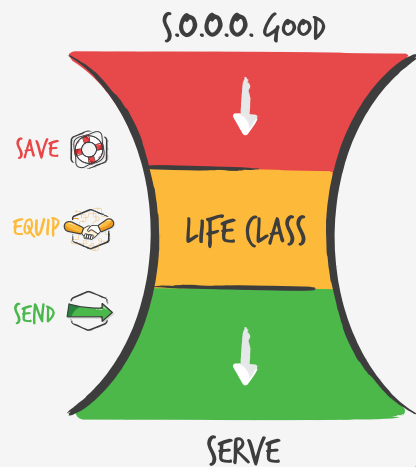 S.O.O.O. GOOD
SAVE
EQUIP
LIFE CLASS
SEND
SERVE